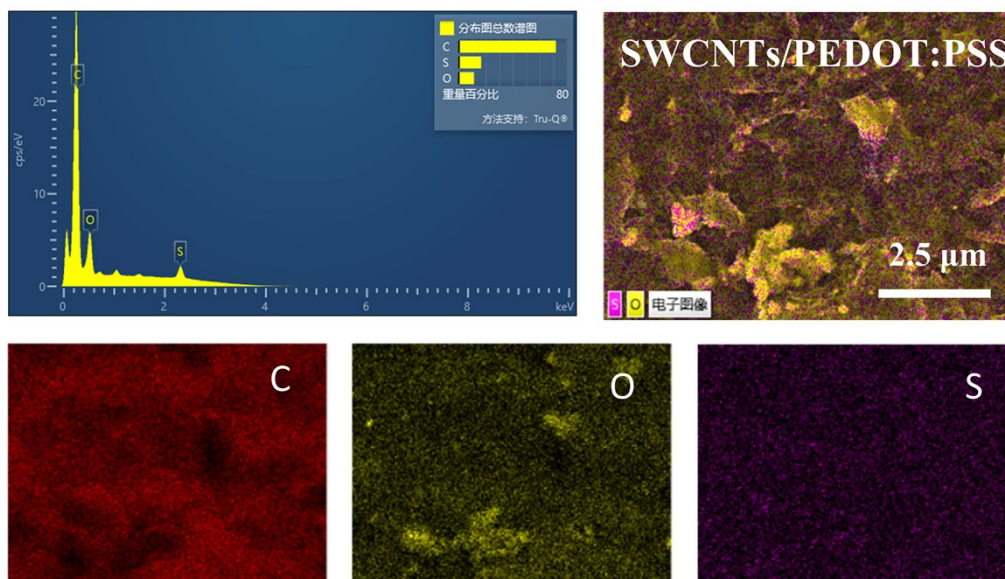 分布图总数谱图
C
S
O
重量百分比 80
方法支持: Tru-Q®
C
O
S
20
10
0
cps/eV
0 2 4 6 8 keV
SWCNTs/PEDOT:PSS
2.5 μm
S O 电子图像
C
O
S